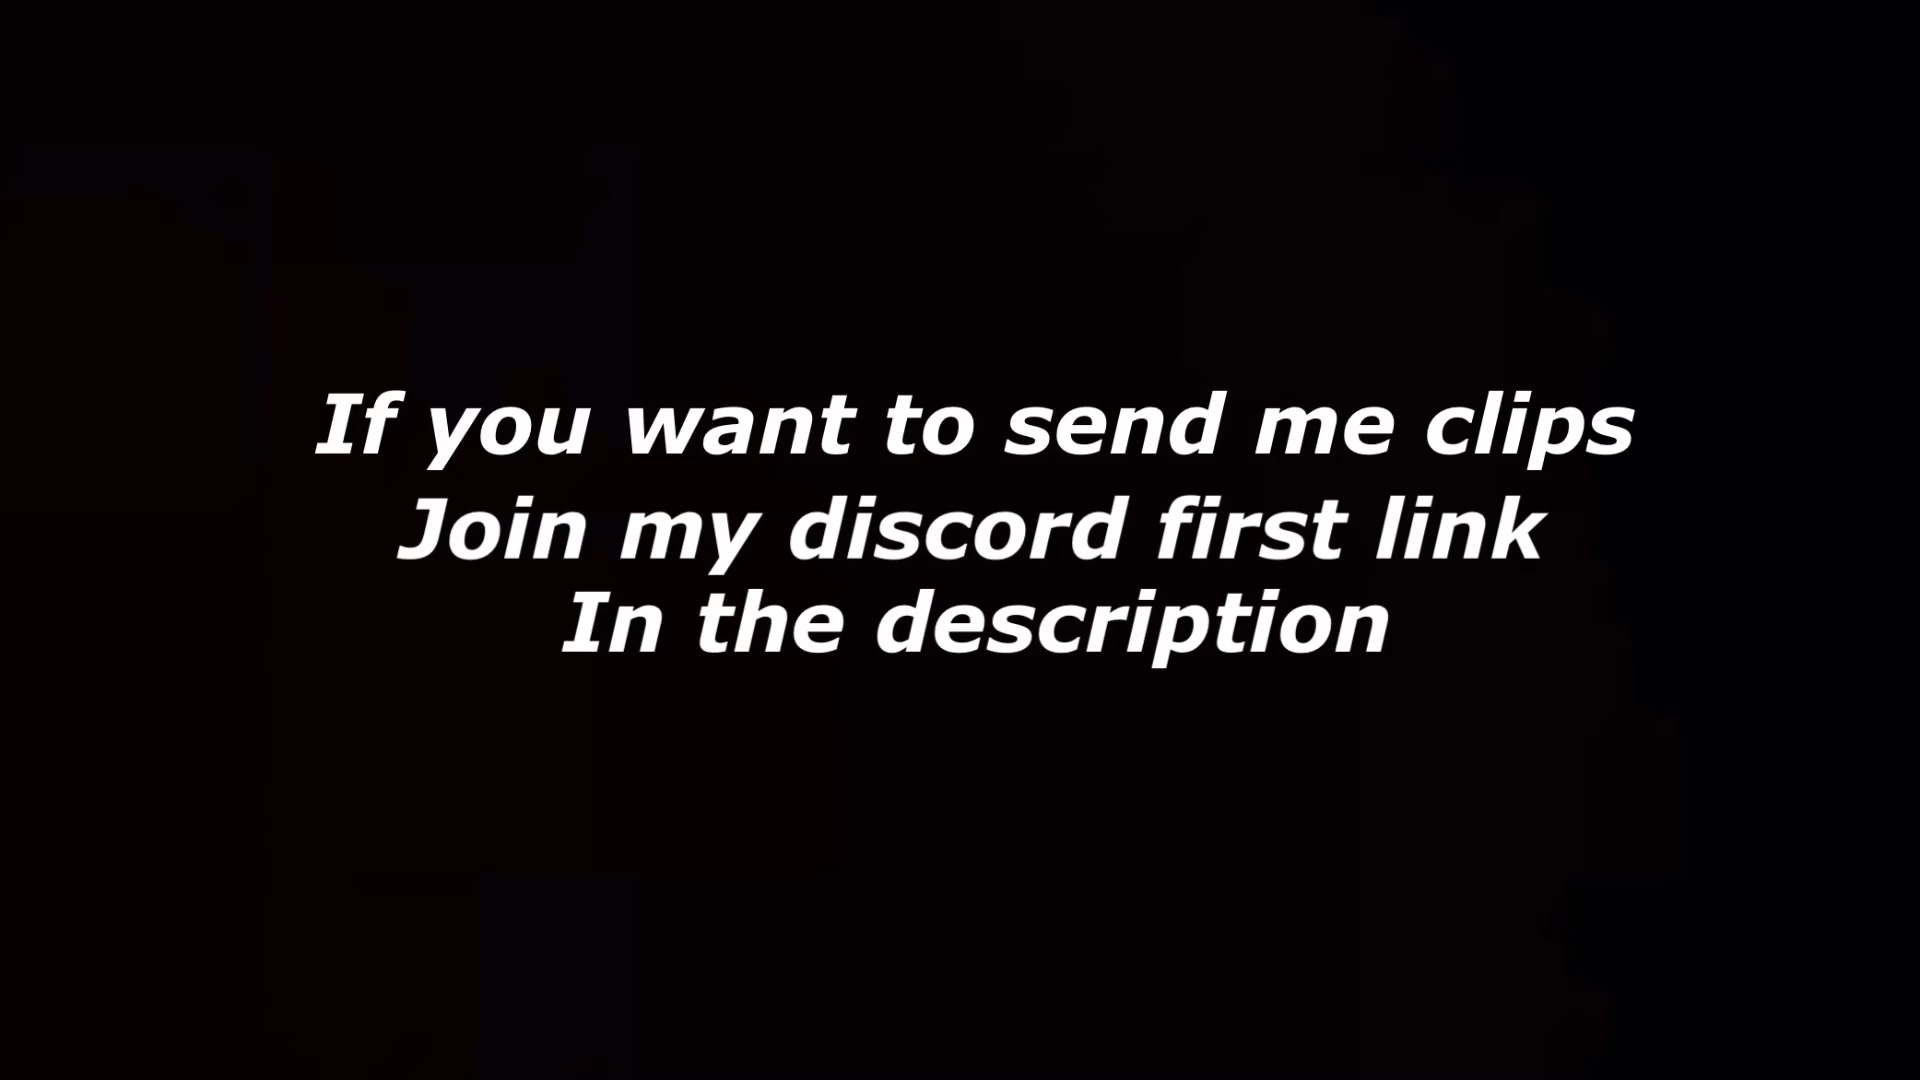 If you want to send me clips
Join my discord first link
In the description